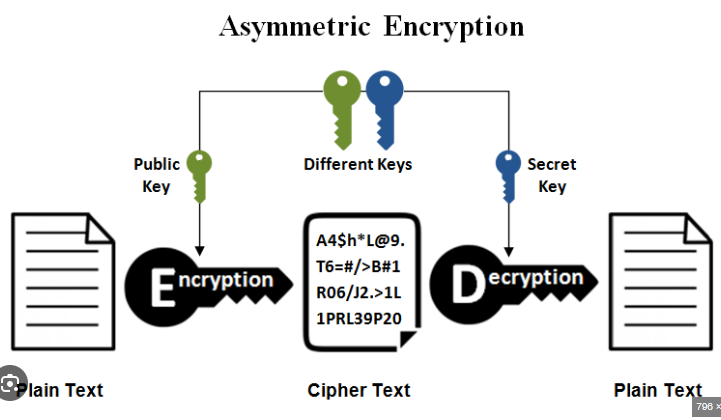 Asymmetric Encryption
Public
Key
Different Keys
Secret
Key
Encryption
A4$h*L@9.
T6=#/>B#1
R06/J2.>1L
1PRL39P20
Decryption
Plain Text
Cipher Text
Plain Text
798 ×